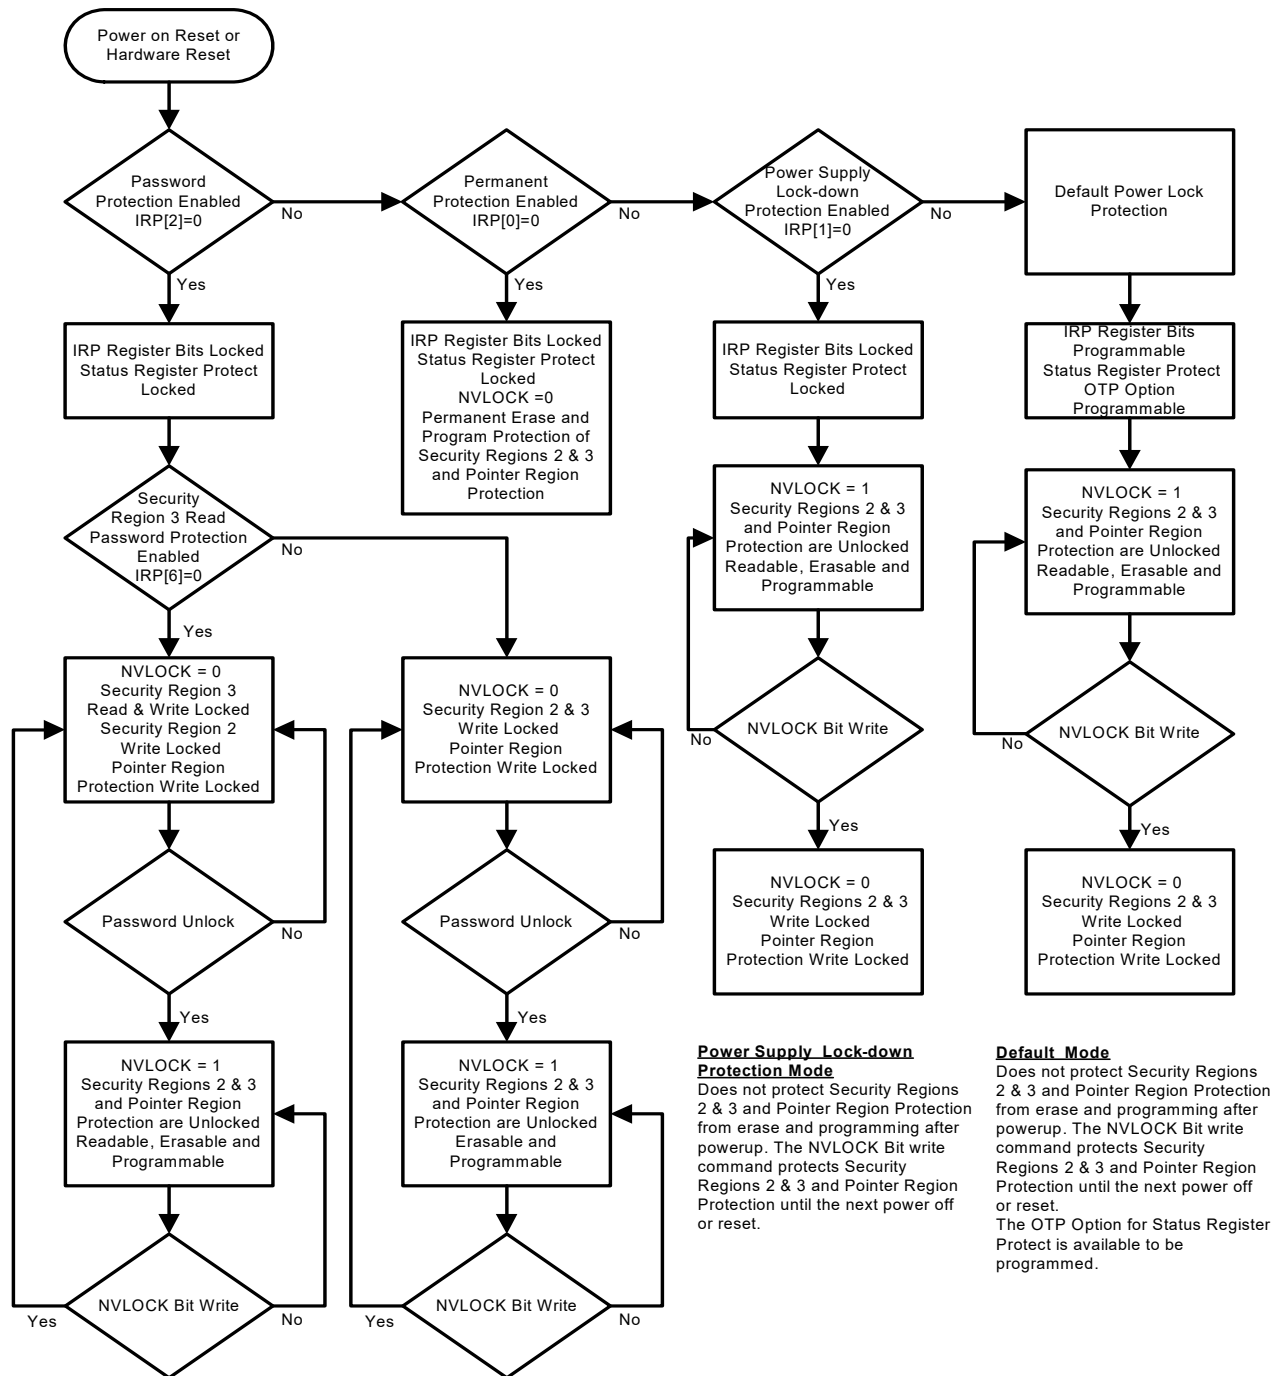 Power on Reset or
Hardware Reset
Password
Protection Enabled
IRP[2]=0
No
Yes
Permanent
Protection Enabled
IRP[0]=0
No
Yes
Power Supply
Lock-down
Protection Enabled
IRP[1]=0
No
Yes
Default Power Lock
Protection
IRP Register Bits Locked
Status Register Protect
Locked
IRP Register Bits Locked
Status Register Protect
Locked
NVLOCK =0
Permanent Erase and
Program Protection of
Security Regions 2 & 3
and Pointer Region
Protection
IRP Register Bits Locked
Status Register Protect
Locked
IRP Register Bits
Programmable
Status Register Protect
OTP Option
Programmable
Security
Region 3 Read
Password Protection
Enabled
IRP[6]=0
No
Yes
NVLOCK = 1
Security Regions 2 & 3
and Pointer Region
Protection are Unlocked
Readable, Erasable and
Programmable
NVLOCK = 1
Security Regions 2 & 3
and Pointer Region
Protection are Unlocked
Readable, Erasable and
Programmable
NVLOCK = 0
Security Region 3
Read & Write Locked
Security Region 2
Write Locked
Pointer Region
Protection Write Locked
NVLOCK = 0
Security Region 2 & 3
Write Locked
Pointer Region
Protection Write Locked
NVLOCK Bit Write
No
Yes
NVLOCK Bit Write
No
Yes
Password Unlock
No
Yes
Password Unlock
No
Yes
NVLOCK = 0
Security Regions 2 & 3
Write Locked
Pointer Region
Protection Write Locked
NVLOCK = 0
Security Regions 2 & 3
Write Locked
Pointer Region
Protection Write Locked
NVLOCK = 1
Security Regions 2 & 3
and Pointer Region
Protection are Unlocked
Readable, Erasable and
Programmable
NVLOCK = 1
Security Regions 2 & 3
and Pointer Region
Protection are Unlocked
Erasable and
Programmable
NVLOCK Bit Write
Yes
No
NVLOCK Bit Write
Yes
No
Power Supply Lock-down
Protection Mode
Does not protect Security Regions
2 & 3 and Pointer Region Protection
from erase and programming after
powerup. The NVLOCK Bit write
command protects Security
Regions 2 & 3 and Pointer Region
Protection until the next power off
or reset.
Default Mode
Does not protect Security Regions
2 & 3 and Pointer Region Protection
from erase and programming after
powerup. The NVLOCK Bit write
command protects Security
Regions 2 & 3 and Pointer Region
Protection until the next power off
or reset.
The OTP Option for Status Register
Protect is available to be
programmed.